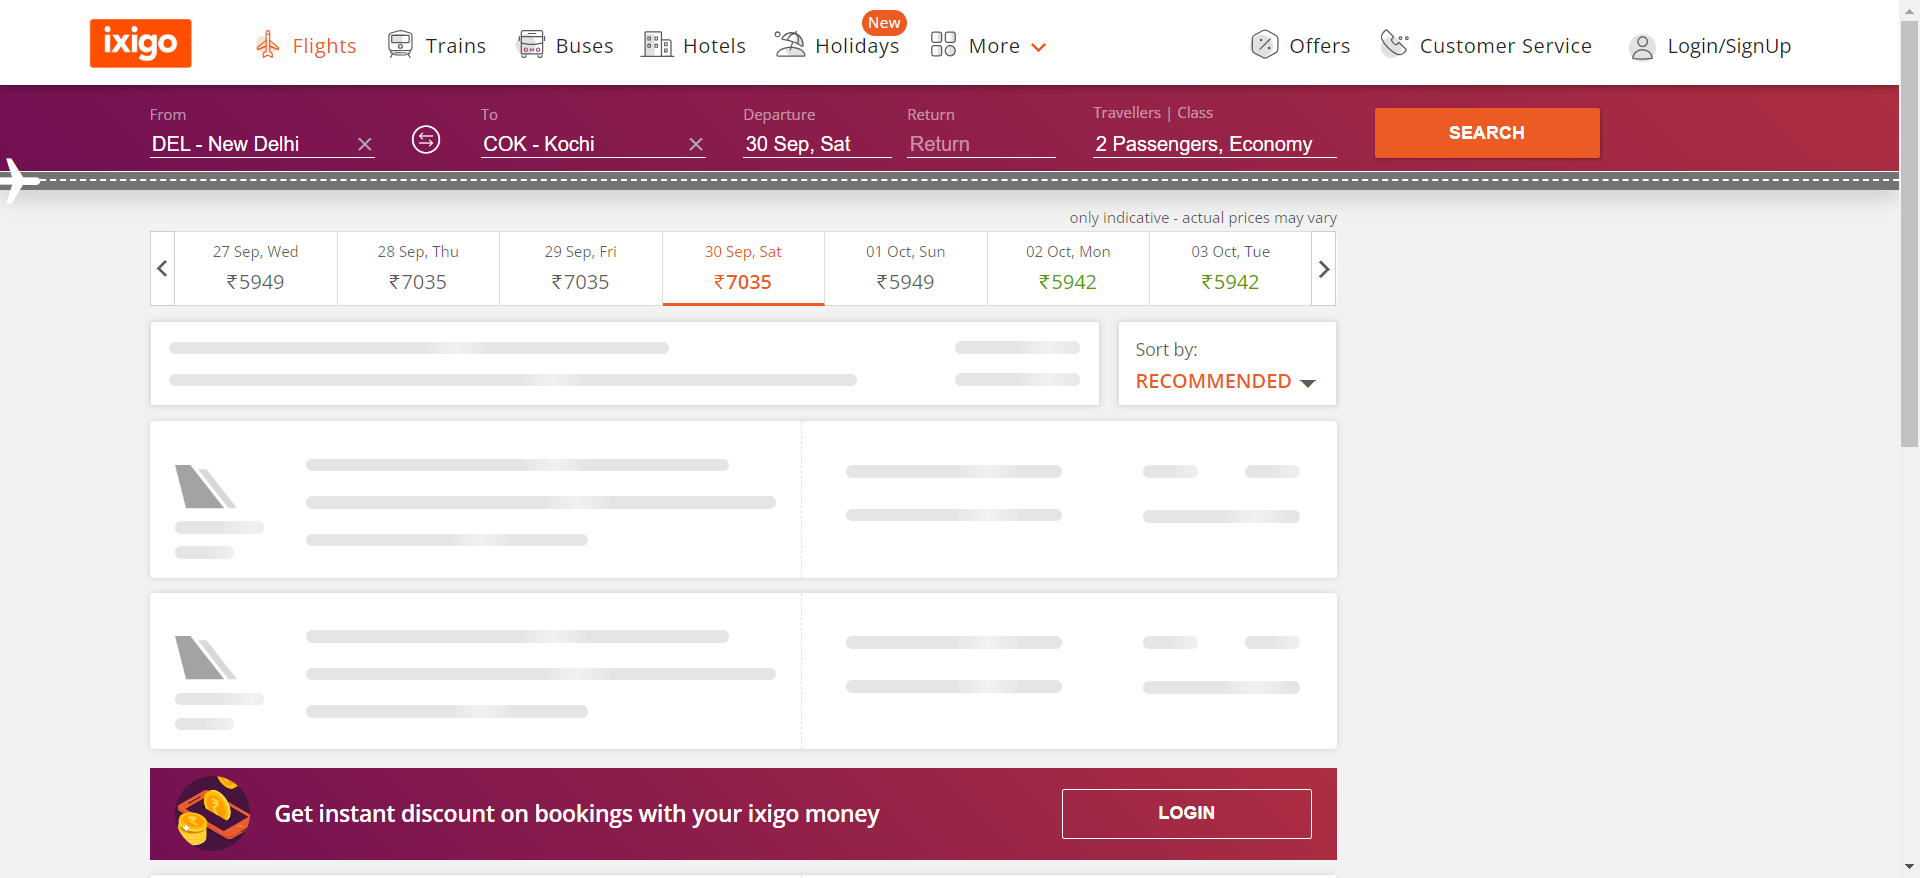 ixigo
Flights
Trains
Buses
Hotels
Holidays
New
More
Offers
Customer Service
Login/SignUp
From
DEL - New Delhi
To
COK - Kochi
Departure
30 Sep, Sat
Return
Return
Travellers | Class
2 Passengers, Economy
SEARCH
only indicative - actual prices may vary
27 Sep, Wed
₹5949
28 Sep, Thu
₹7035
29 Sep, Fri
₹7035
30 Sep, Sat
₹7035
01 Oct, Sun
₹5949
02 Oct, Mon
₹5942
03 Oct, Tue
₹5942
Sort by:
RECOMMENDED
Get instant discount on bookings with your ixigo money
LOGIN